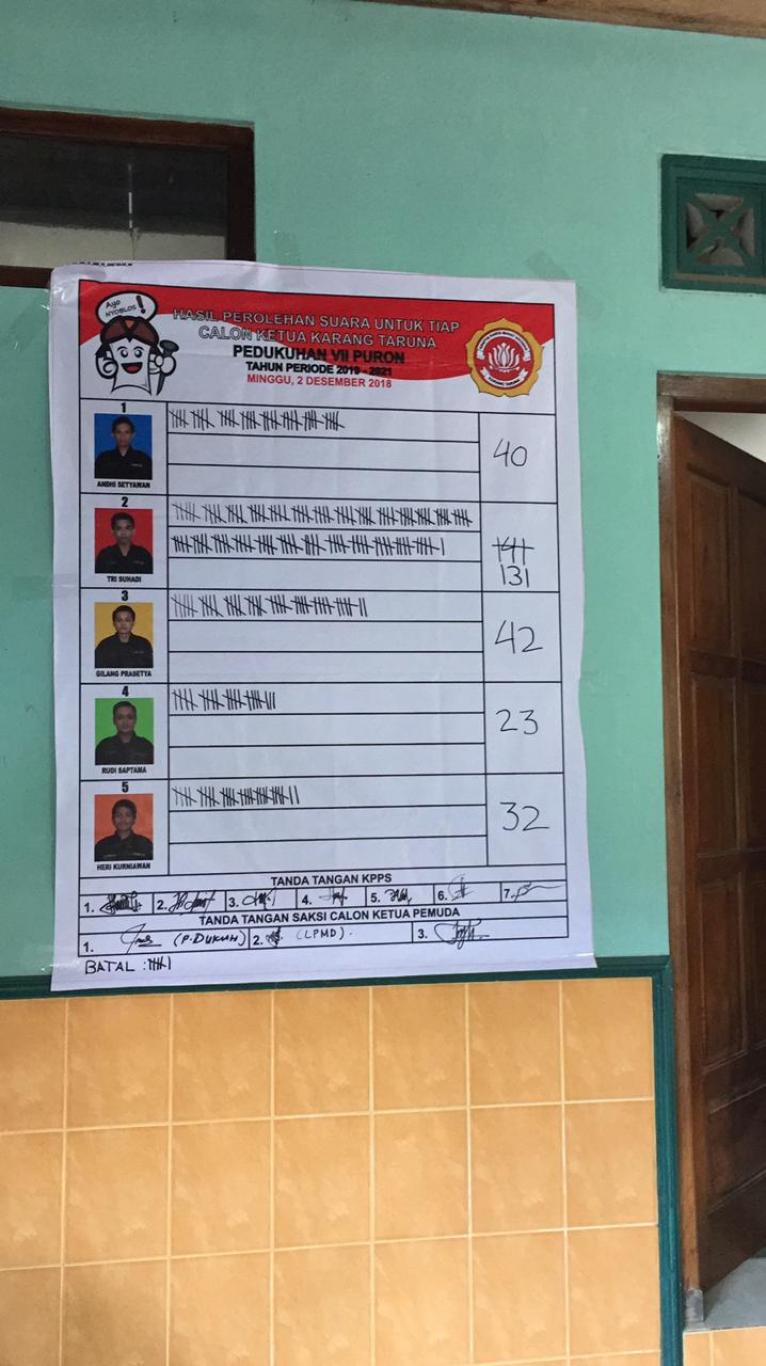 Ayo
NYOBLOS !
HASIL PEROLEHAN SUARA UNTUK TIAP
CALON KETUA KARANG TARUNA
PEDUKUHAN VII PURON
TAHUN PERIODE 2019 - 2021
MINGGU, 2 DESEMBER 2018
1
ANDHI SETYAWAN
40
2
TRI SUHADI
141
131
3
GILANG PRASETYA
42
4
RUDI SAPTAMA
23
5
HERI KURNIAWAN
32
TANDA TANGAN KPPS
1. 2. 3. 4. 5. 6. 7.
TANDA TANGAN SAKSI CALON KETUA PEMUDA
1. (P. DUKUH) 2. (LPMD). 3.
BATAL :